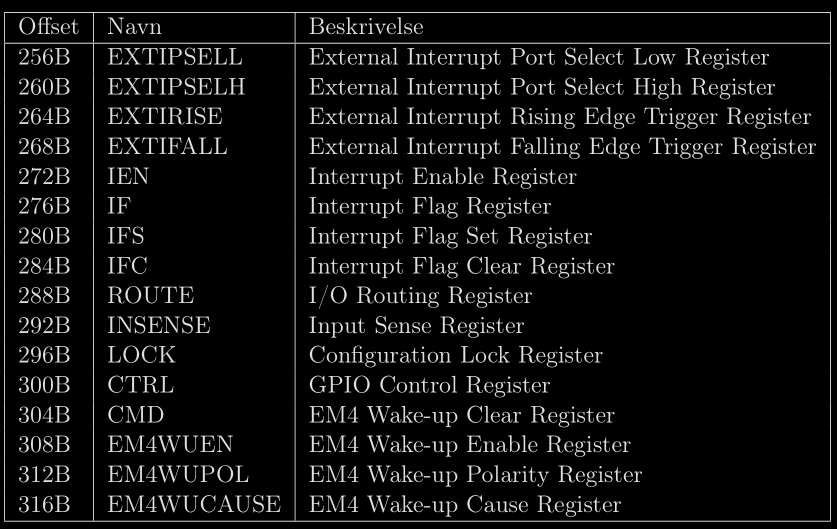 Offset Navn Beskrivelse
256B EXTIPSELL External Interrupt Port Select Low Register
260B EXTIPSELH External Interrupt Port Select High Register
264B EXTIRISE External Interrupt Rising Edge Trigger Register
268B EXTIFALL External Interrupt Falling Edge Trigger Register
272B IEN Interrupt Enable Register
276B IF Interrupt Flag Register
280B IFS Interrupt Flag Set Register
284B IFC Interrupt Flag Clear Register
288B ROUTE I/O Routing Register
292B INSENSE Input Sense Register
296B LOCK Configuration Lock Register
300B CTRL GPIO Control Register
304B CMD EM4 Wake-up Clear Register
308B EM4WUEN EM4 Wake-up Enable Register
312B EM4WUPOL EM4 Wake-up Polarity Register
316B EM4WUCAUSE EM4 Wake-up Cause Register